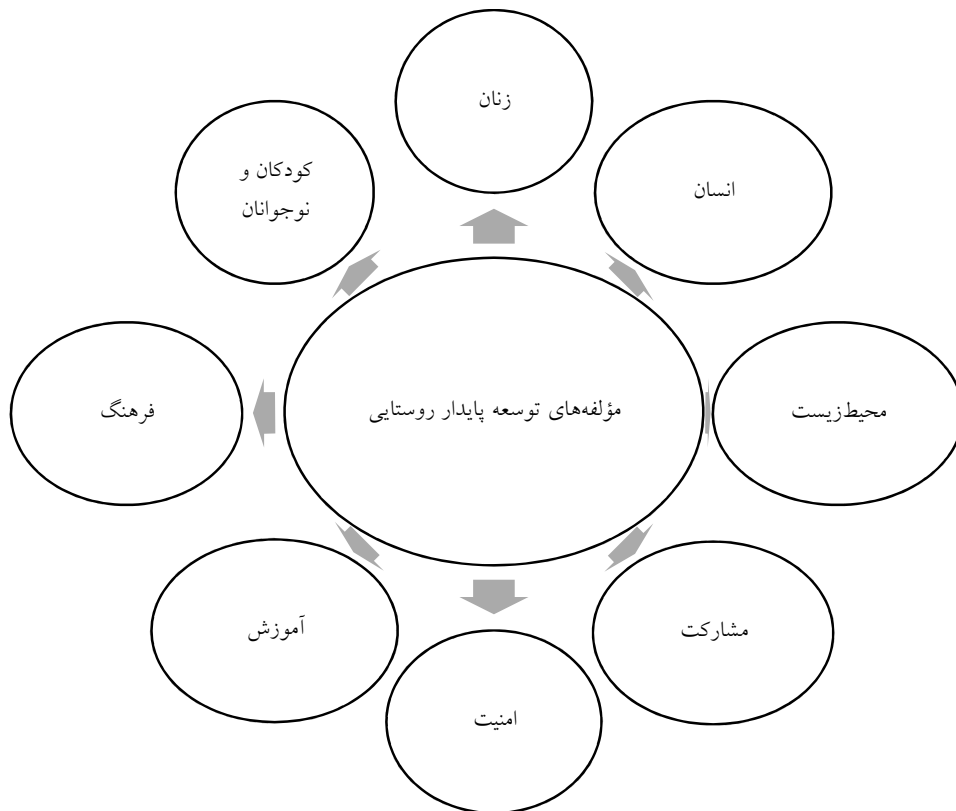 زنان
انسان
کودکان و
نوجوانان
محیط‌زیست
مؤلفه‌های توسعه پایدار روستایی
فرهنگ
مشارکت
آموزش
امنیت